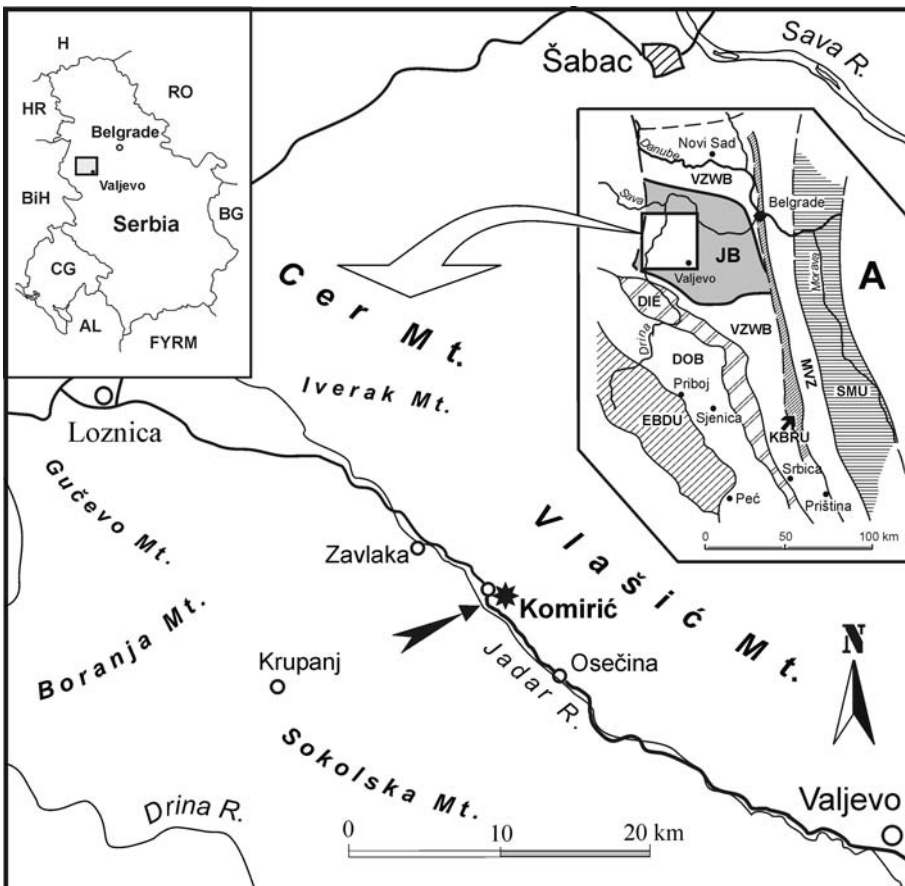 H
RO
HR
Belgrade
Valjevo
BiH
Serbia
BG
CG
AL
FYRM
Šabac
Sava R.
Novi Sad
Danube
VZWB
Sava
Belgrade
JB
Valjevo
Morava
A
DIE
VZWB
Drina
DOB
MVZ
Priboj
SMU
EBDU
Sjenica
KBRU
Srbica
Peć
Priština
0 50 100 km
Cer Mt.
Iverak Mt.
Loznica
Gučevo Mt.
Vlašić Mt.
Zavlaka
Komirić
Boranja Mt.
Krupanj
Jadar R.
Osečina
N
Sokolska Mt.
Drina R.
Valjevo
0 10 20 km